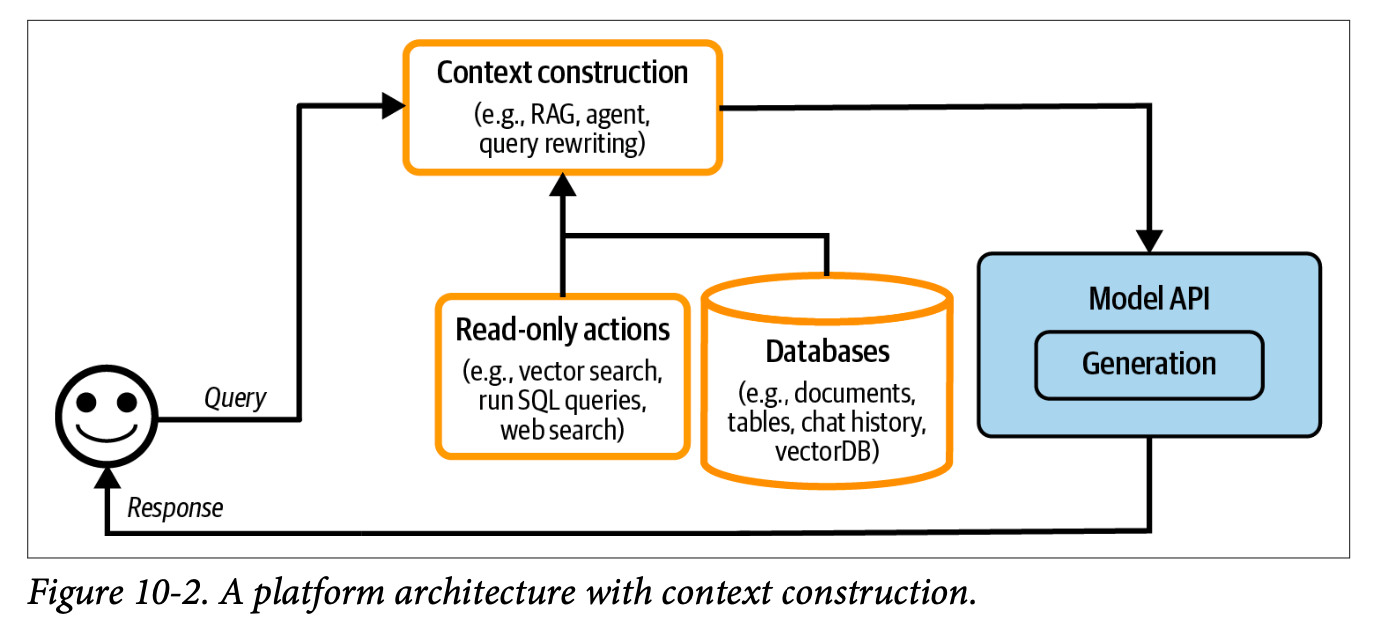 Context construction
(e.g., RAG, agent,
query rewriting)
Read-only actions
(e.g., vector search,
run SQL queries,
web search)
Databases
(e.g., documents,
tables, chat history,
vectorDB)
Model API
Generation
Query
Response
Figure 10-2. A platform architecture with context construction.